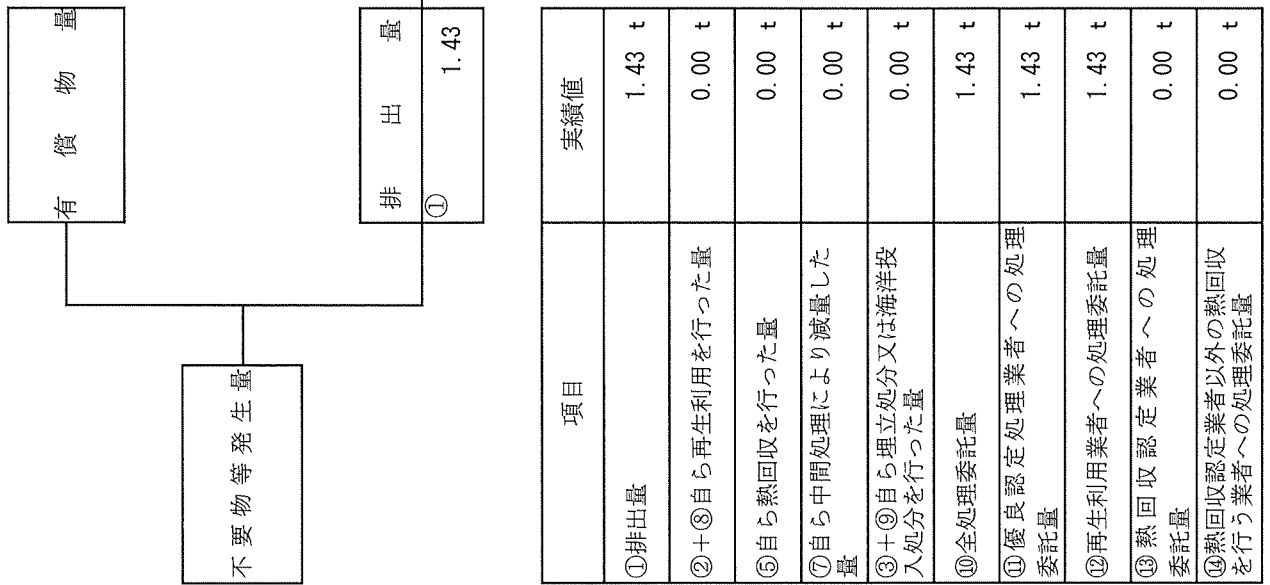 有償物量
不要物等発生量
排出量
① 1.43
項目 実績値
①排出量 1.43 t
②+⑧自ら再生利用を行った量 0.00 t
⑤自ら熱回収を行った量 0.00 t
⑦自ら中間処理により減量した
量 0.00 t
③+⑨自ら埋立処分又は海洋投
入処分を行った量 0.00 t
⑩全処理委託量 1.43 t
⑪優良認定処理業者への処理
委託量 1.43 t
⑫再生利用業者への処理委託量 1.43 t
⑬熱回収認定業者への処理
委託量 0.00 t
⑭熱回収認定業者以外の熱回収
を行う業者への処理委託量 0.00 t